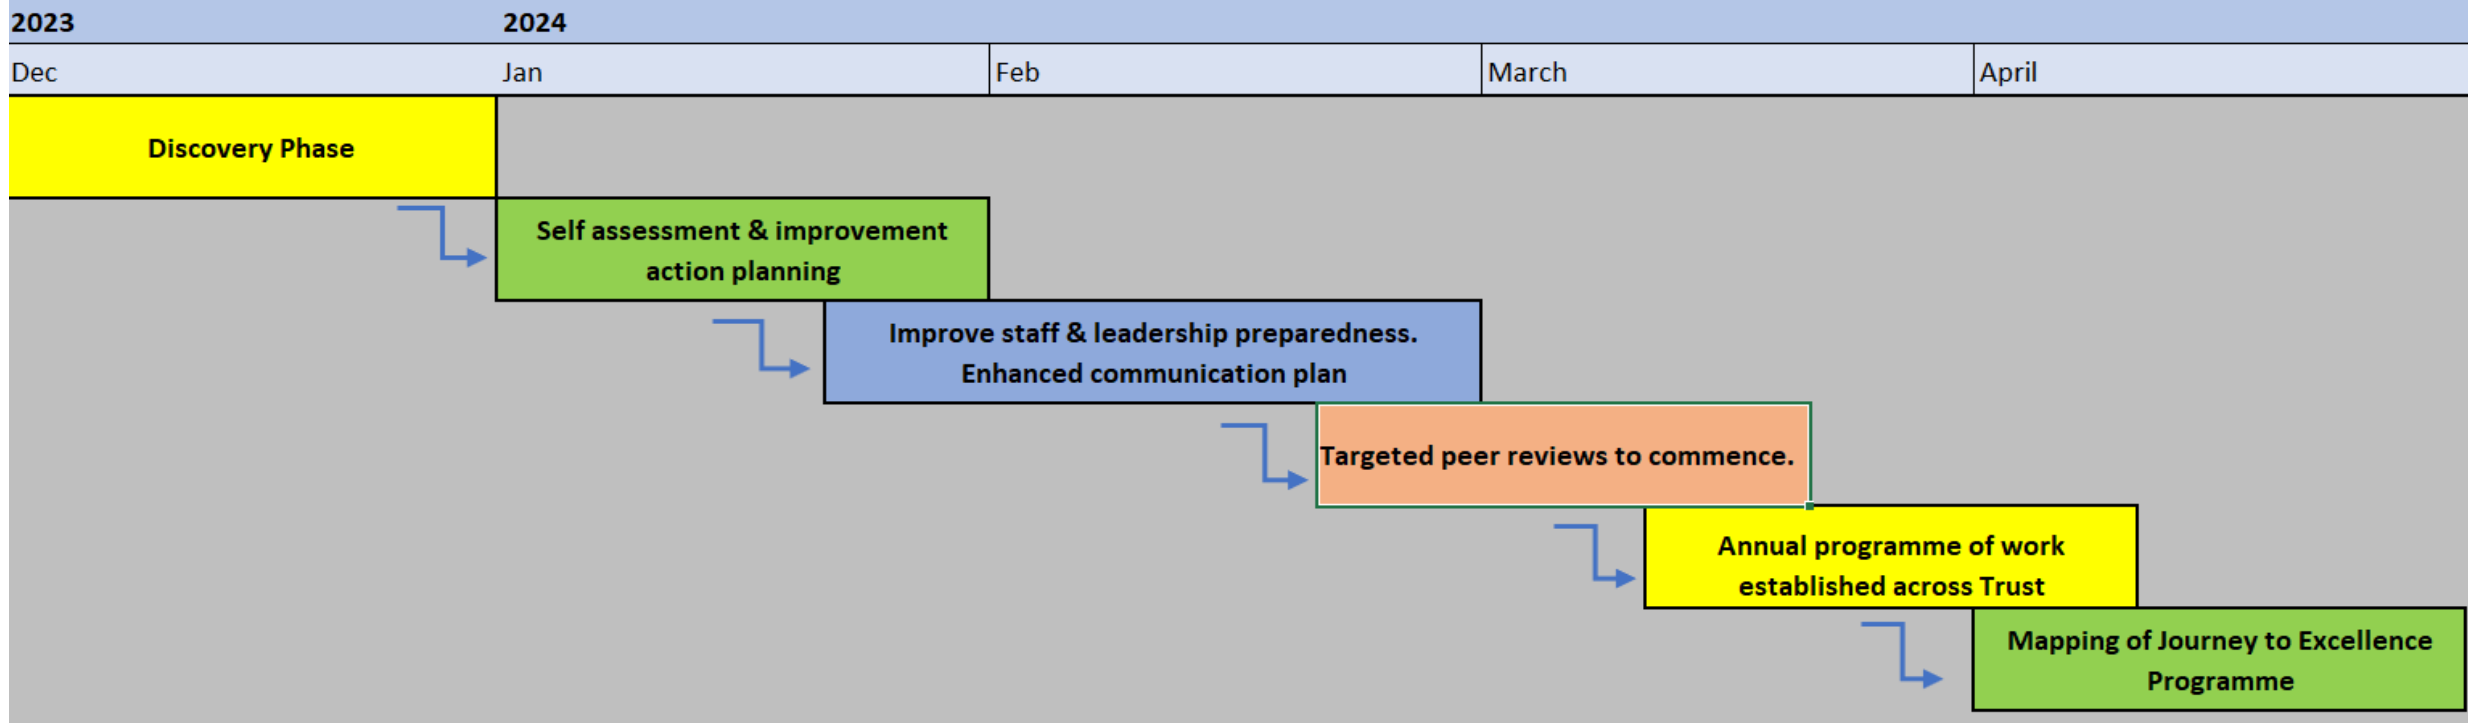 2023 2024
Dec Jan Feb March April
Discovery Phase
Self assessment & improvement
action planning
Improve staff & leadership preparedness.
Enhanced communication plan
Targeted peer reviews to commence.
Annual programme of work
established across Trust
Mapping of Journey to Excellence
Programme